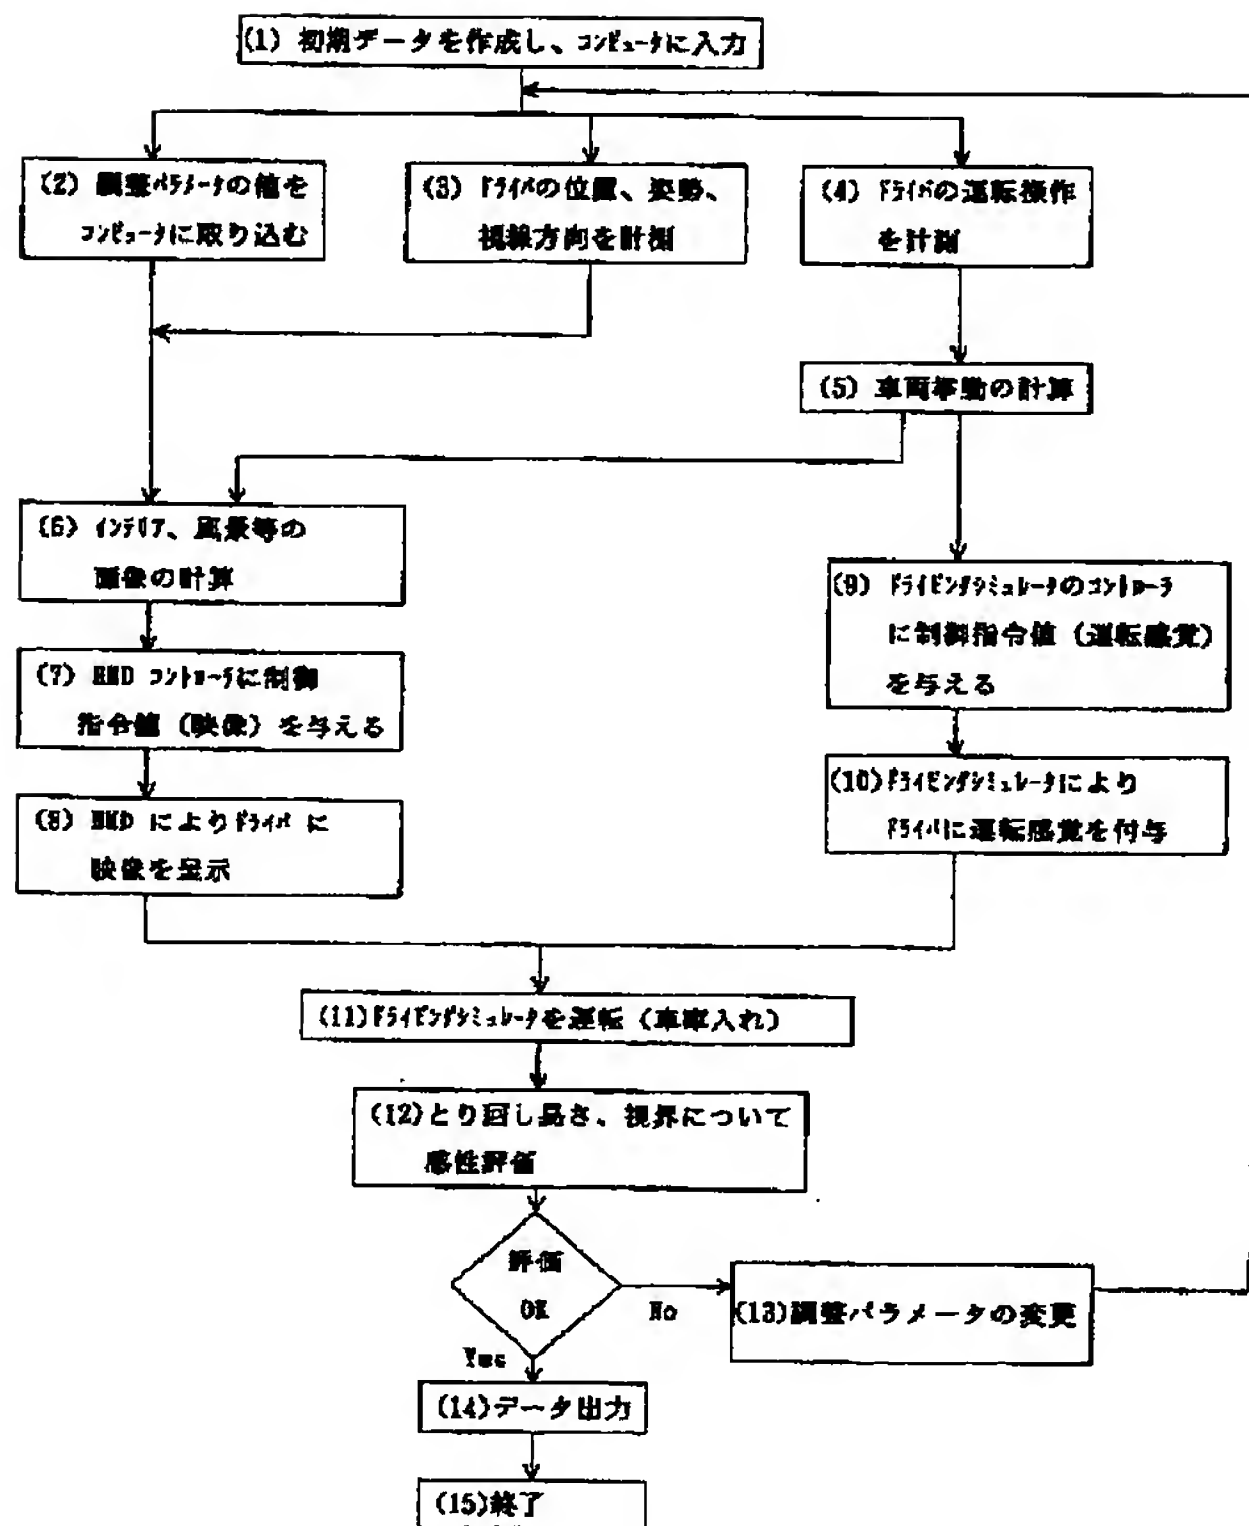 (1) 初期データを作成し、コンピュータに入力
(2) 調整パラメータの値を
コンピュータに取り込む
(3) ドライバの位置、姿勢、
視線方向を計測
(4) ドライバの運転操作
を計測
(5) 車両挙動の計算
(6) インテリア、風景等の
画像の計算
(7) HMD コントローラに制御
指令値（映像）を与える
(8) HMD によりドライバ に
映像を呈示
(9) ドライビングシミュレータのコントローラ
に制御指令値（運転感覚）
を与える
(10)ドライビングシミュレータにより
ドライバに運転感覚を付与
(11)ドライビングシミュレータを運転（車庫入れ）
(12)とり回し易さ、視界について
感性評価
評価
OK
No
Yes
(13)調整パラメータの変更
(14)データ出力
(15)終了